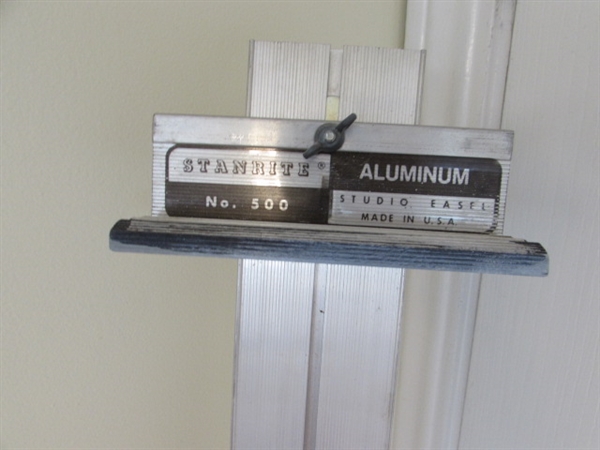 STANRITE®
No. 500
ALUMINUM
STUDIO EASEL
MADE IN U.S.A.